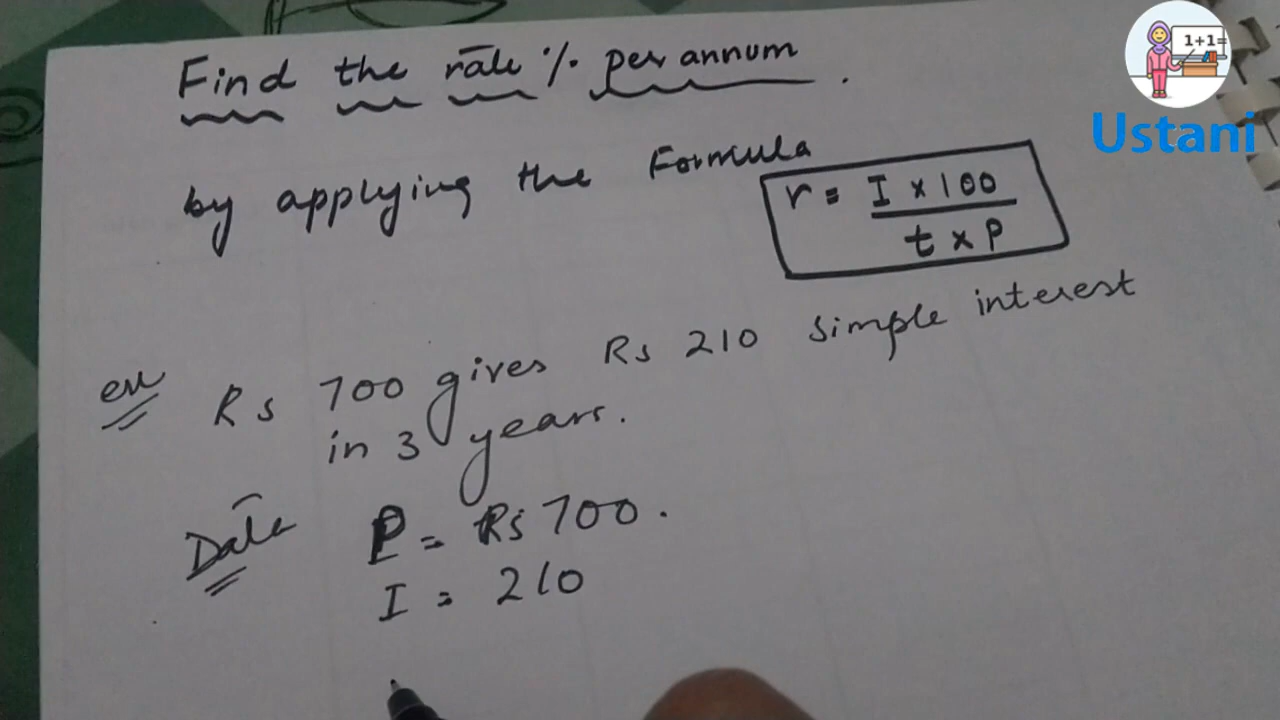 1+1=
Ustani
Find the rate % per annum.
by applying the Formula
r = I × 100
t × P
ex Rs 700 gives Rs 210 simple interest
in 3 years.
Data P = Rs 700.
I = 210